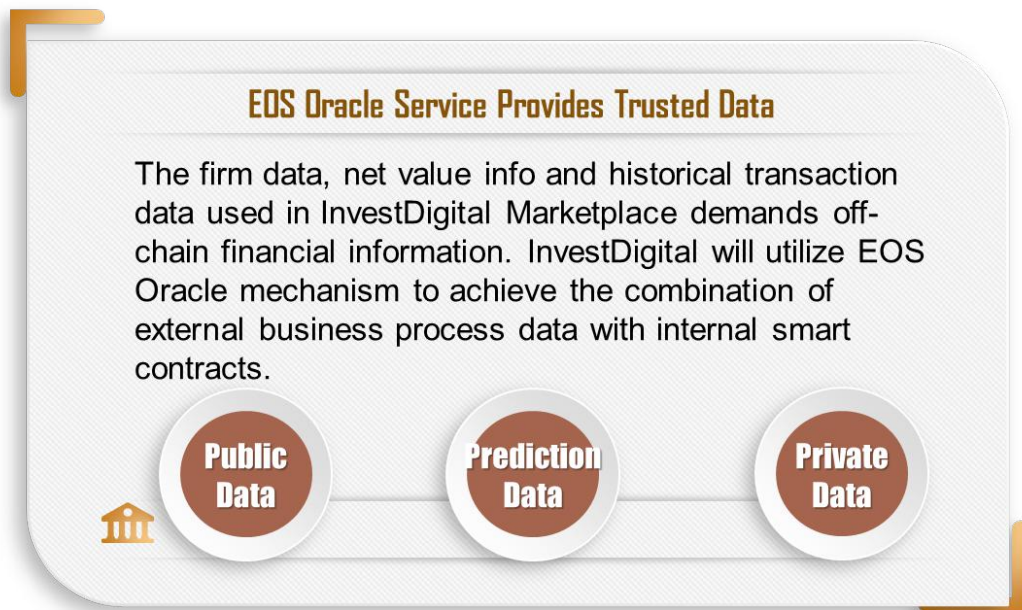 EOS Oracle Service Provides Trusted Data
The firm data, net value info and historical transaction
data used in InvestDigital Marketplace demands off-
chain financial information. InvestDigital will utilize EOS
Oracle mechanism to achieve the combination of
external business process data with internal smart
contracts.
Public
Data
Prediction
Data
Private
Data